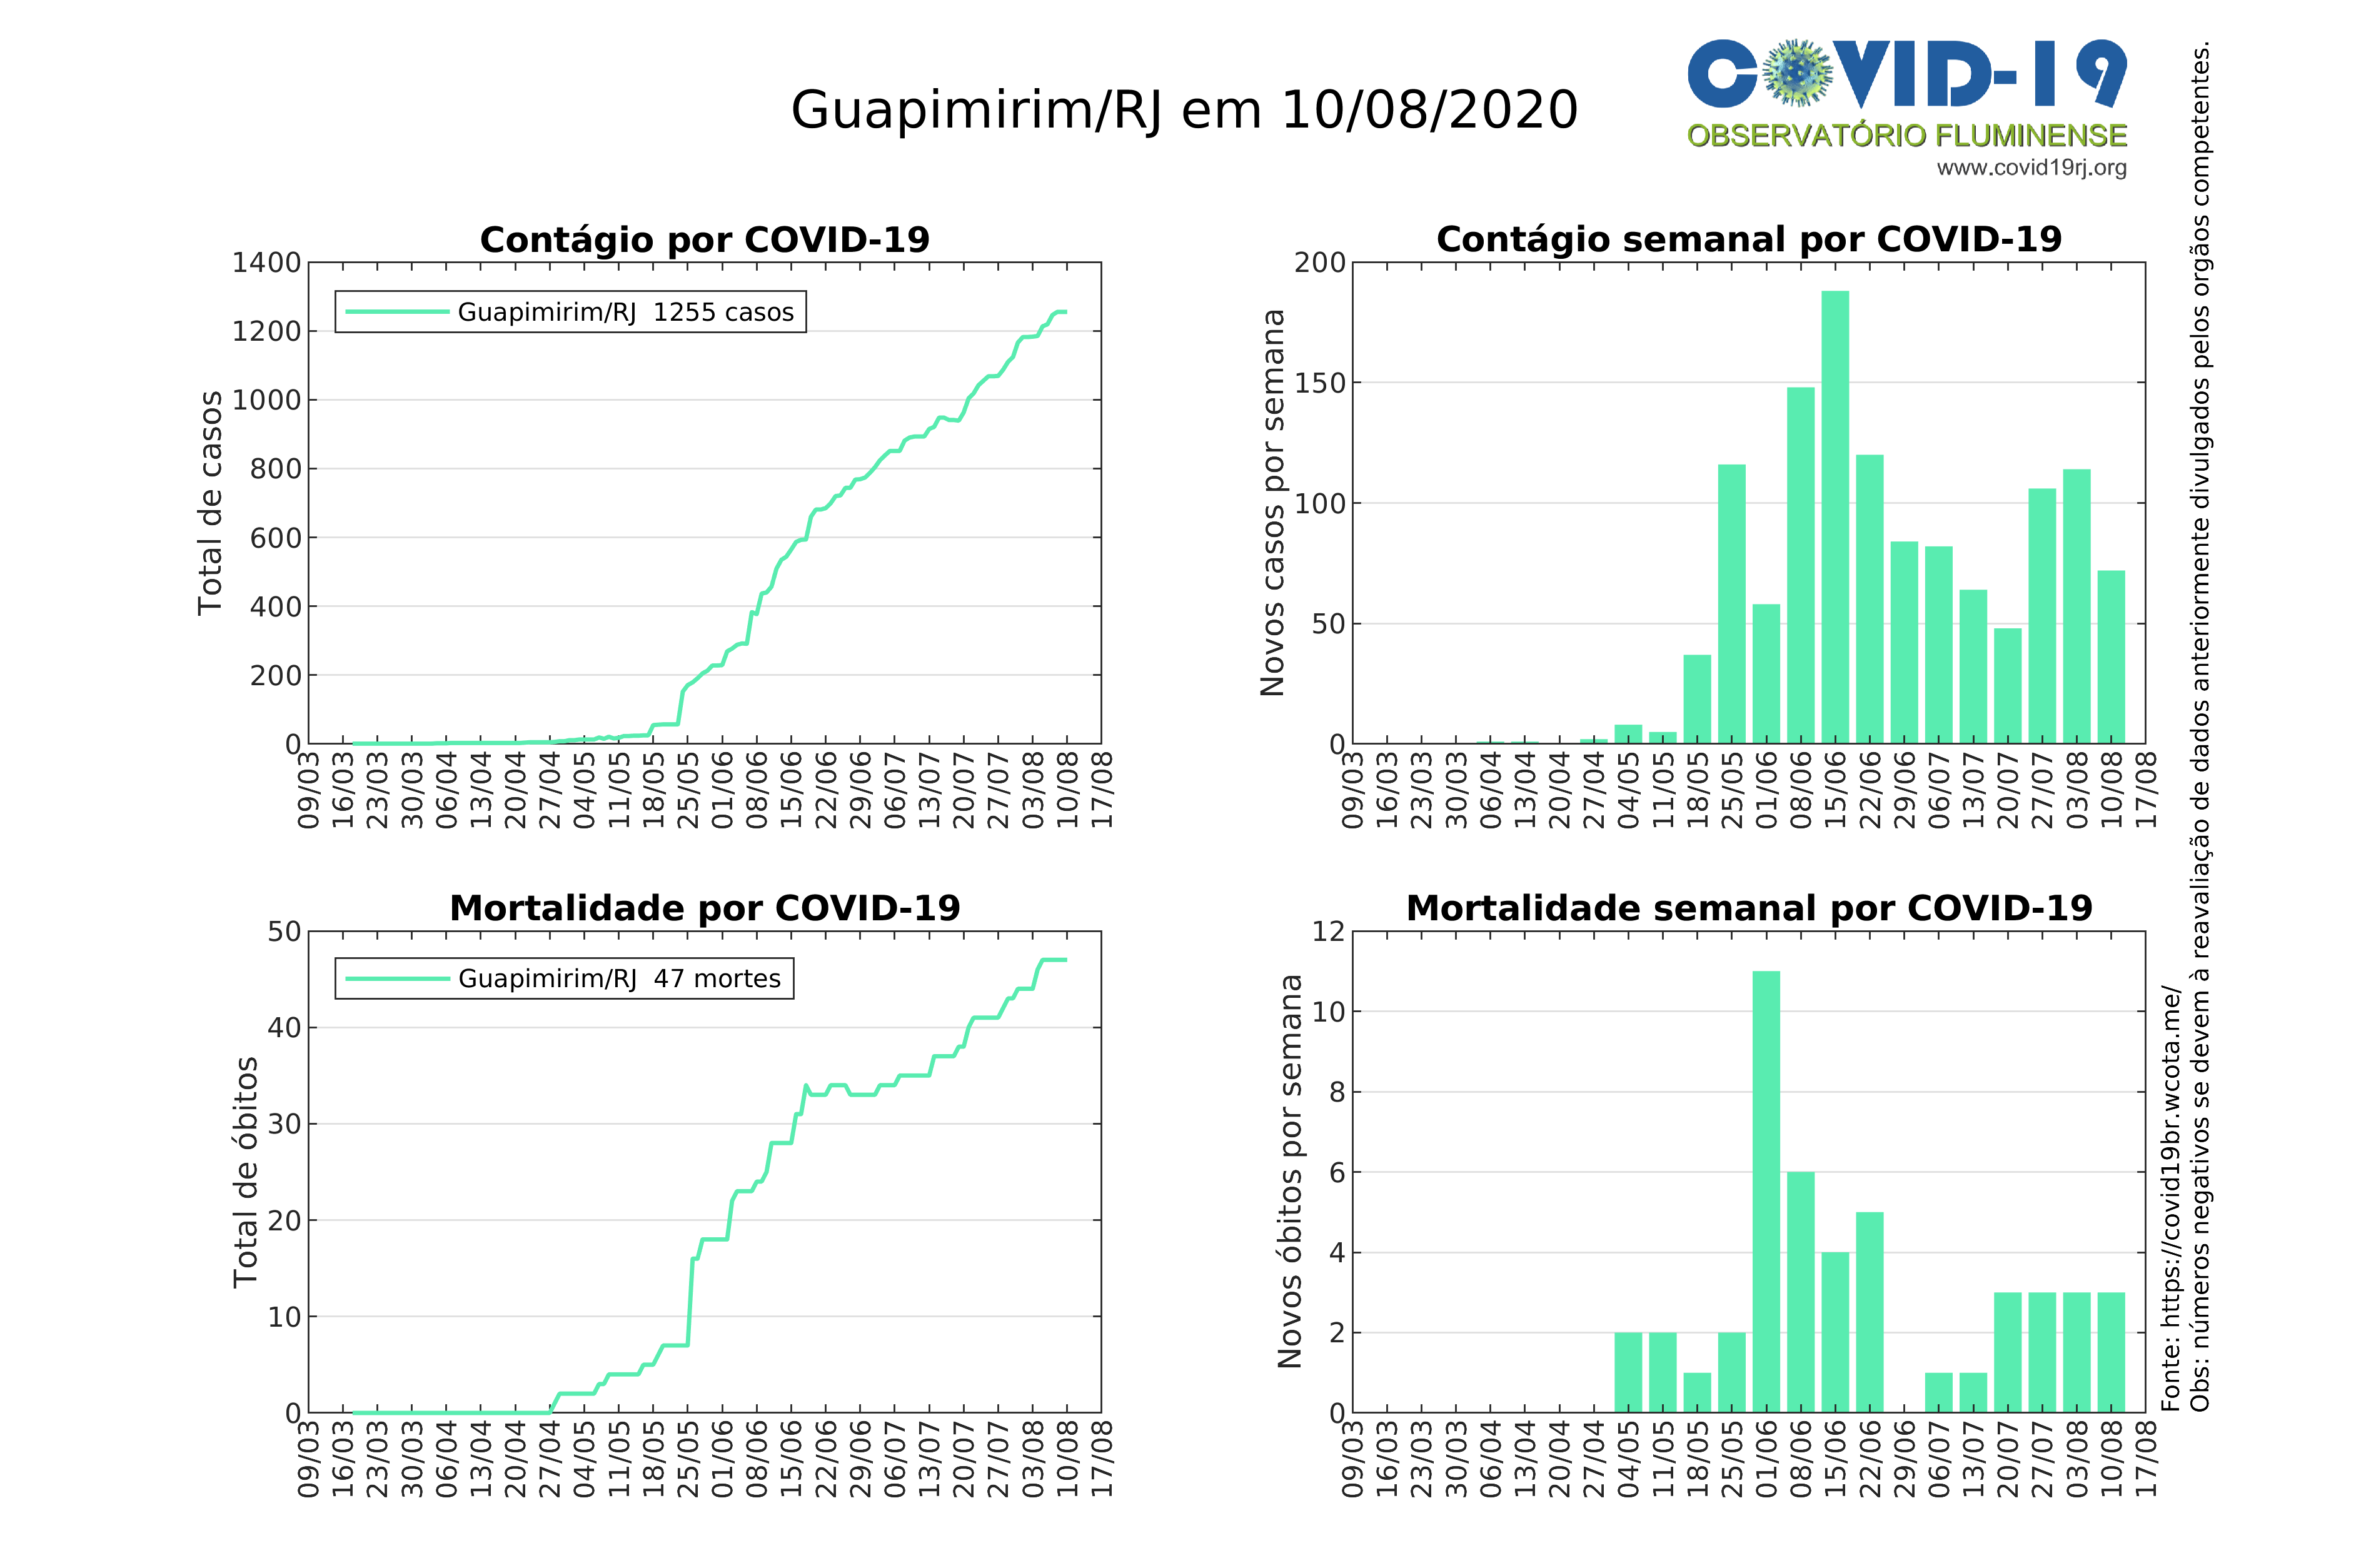 Guapimirim/RJ em 10/08/2020
COVID-19
OBSERVATÓRIO FLUMINENSE
www.covid19rj.org
Contágio por COVID-19
Total de casos
1400
1200
1000
800
600
400
200
0
Guapimirim/RJ 1255 casos
09/03 16/03 23/03 30/03 06/04 13/04 20/04 27/04 04/05 11/05 18/05 25/05 01/06 08/06 15/06 22/06 29/06 06/07 13/07 20/07 27/07 03/08 10/08 17/08
Contágio semanal por COVID-19
Novos casos por semana
200
150
100
50
0
09/03 16/03 23/03 30/03 06/04 13/04 20/04 27/04 04/05 11/05 18/05 25/05 01/06 08/06 15/06 22/06 29/06 06/07 13/07 20/07 27/07 03/08 10/08 17/08
Mortalidade por COVID-19
Total de óbitos
50
40
30
20
10
0
Guapimirim/RJ 47 mortes
09/03 16/03 23/03 30/03 06/04 13/04 20/04 27/04 04/05 11/05 18/05 25/05 01/06 08/06 15/06 22/06 29/06 06/07 13/07 20/07 27/07 03/08 10/08 17/08
Mortalidade semanal por COVID-19
Novos óbitos por semana
12
10
8
6
4
2
0
09/03 16/03 23/03 30/03 06/04 13/04 20/04 27/04 04/05 11/05 18/05 25/05 01/06 08/06 15/06 22/06 29/06 06/07 13/07 20/07 27/07 03/08 10/08 17/08
Fonte: https://covid19br.wcota.me/
Obs: números negativos se devem à reavaliação de dados anteriormente divulgados pelos orgãos competentes.